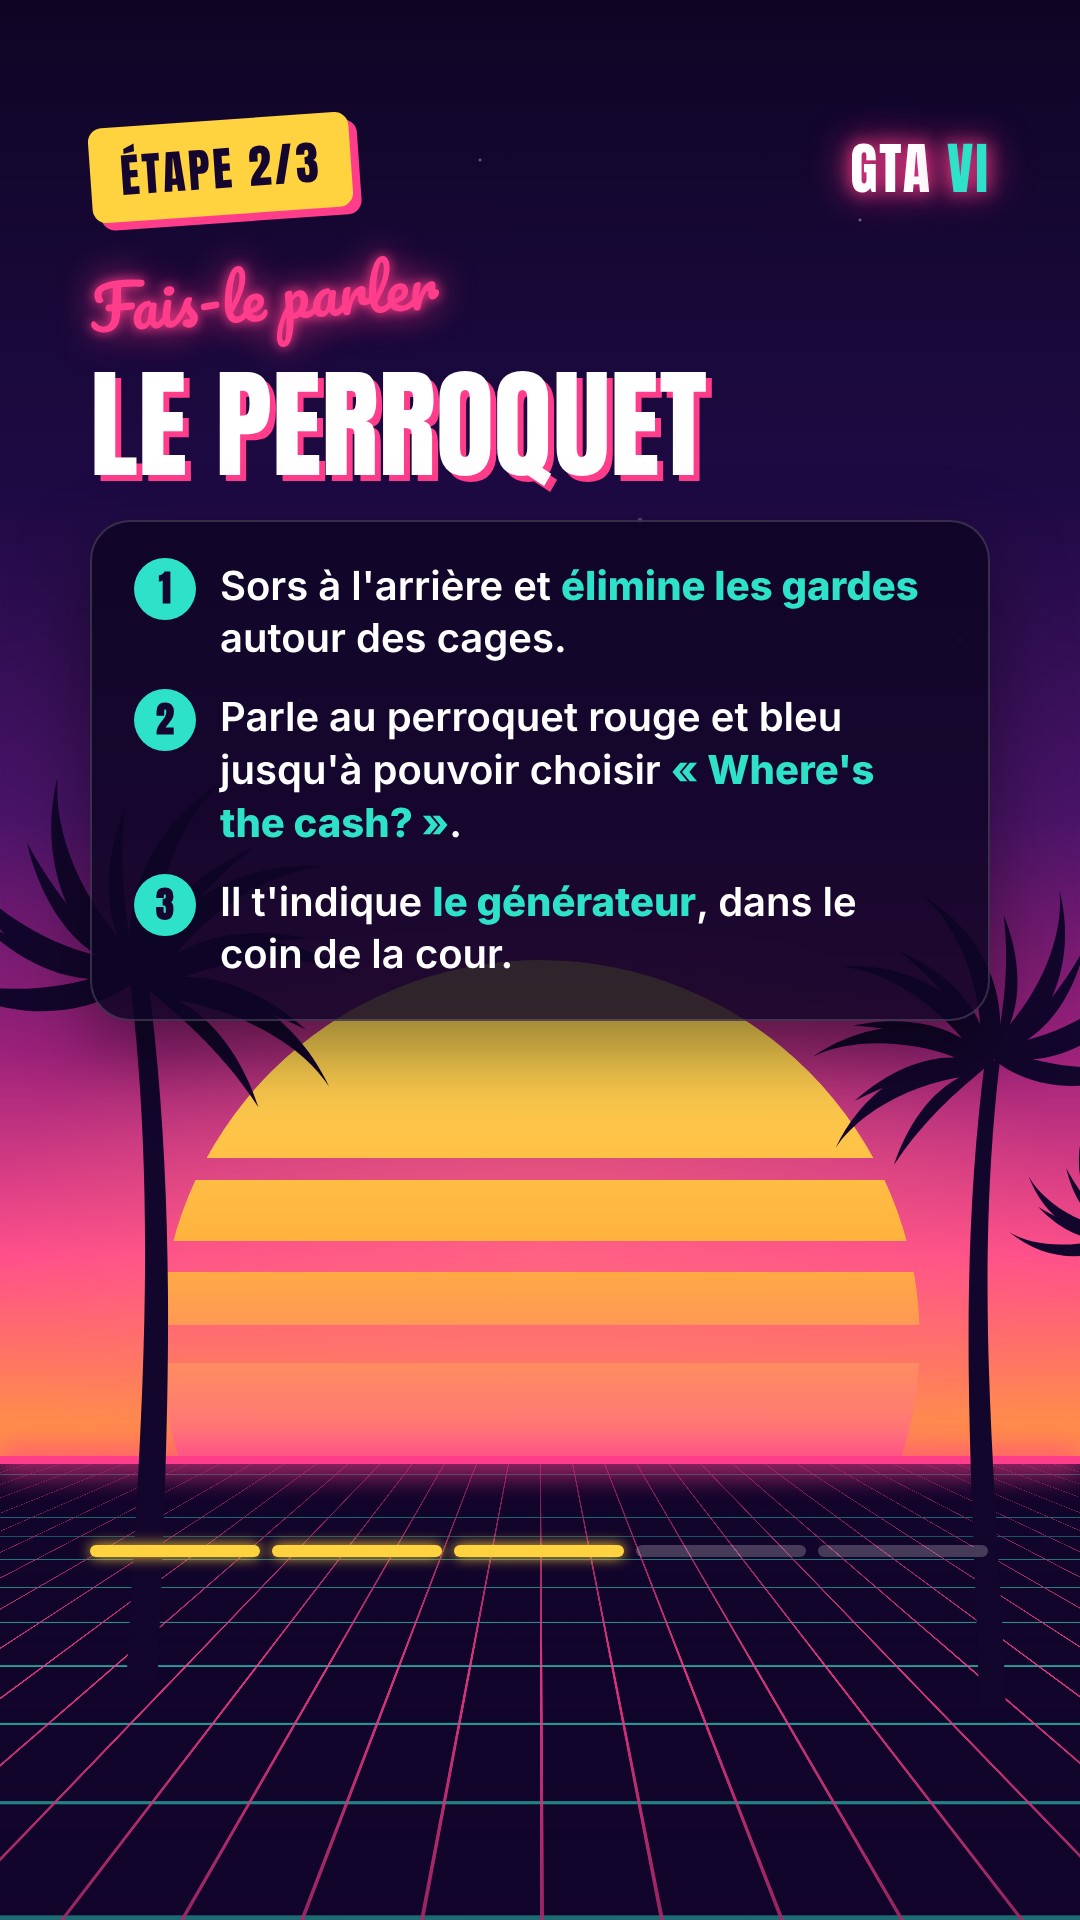 ÉTAPE 2/3
GTA VI
Fais-le parler
LE PERROQUET
1 Sors à l'arrière et élimine les gardes
autour des cages.
2 Parle au perroquet rouge et bleu
jusqu'à pouvoir choisir « Where's
the cash? ».
3 Il t'indique le générateur, dans le
coin de la cour.